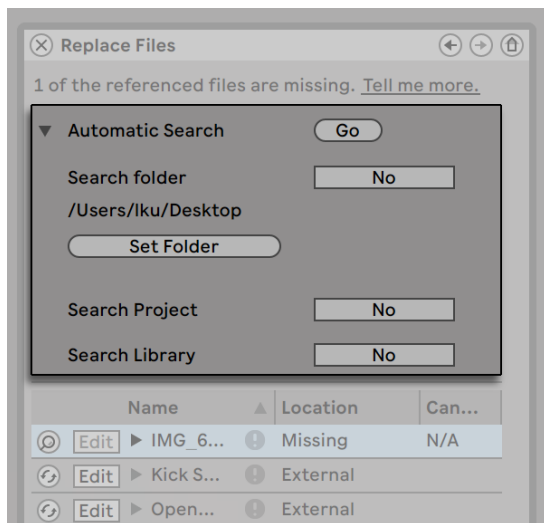 Replace Files
1 of the referenced files are missing. Tell me more.
Automatic Search Go
Search folder No
/Users/lku/Desktop
Set Folder
Search Project No
Search Library No
Name Location Can...
Edit IMG_6... Missing N/A
Edit Kick S... External
Edit Open... External